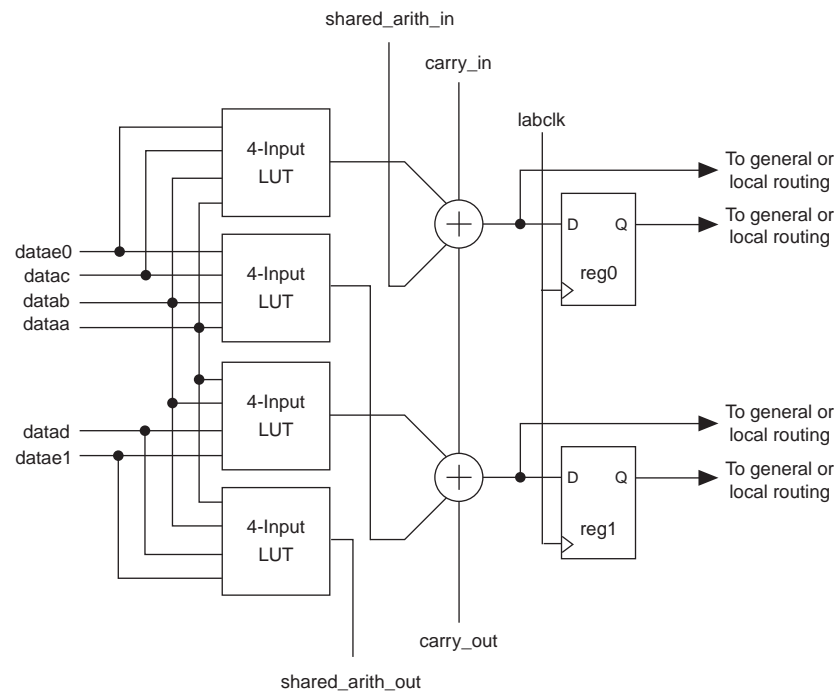 shared_arith_in
carry_in
labclk
4-Input
LUT
To general or
local routing
D Q
reg0
To general or
local routing
datae0
datac
datab
dataa
4-Input
LUT
4-Input
LUT
To general or
local routing
datad
datae1
D Q
reg1
To general or
local routing
4-Input
LUT
carry_out
shared_arith_out